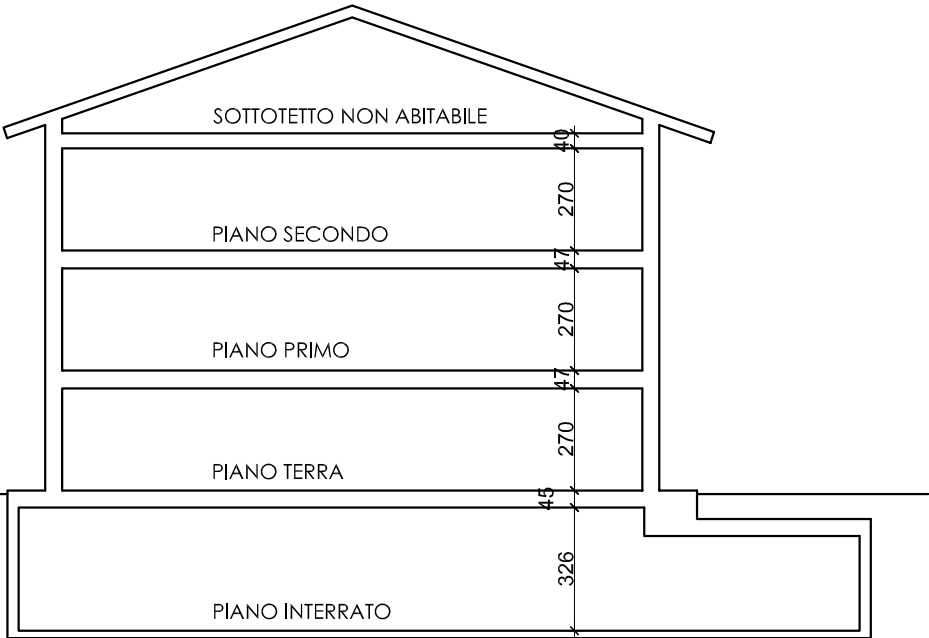 SOTTOTETTO NON ABITABILE
40
270
PIANO SECONDO
47
270
PIANO PRIMO
47
270
PIANO TERRA
45
326
PIANO INTERRATO